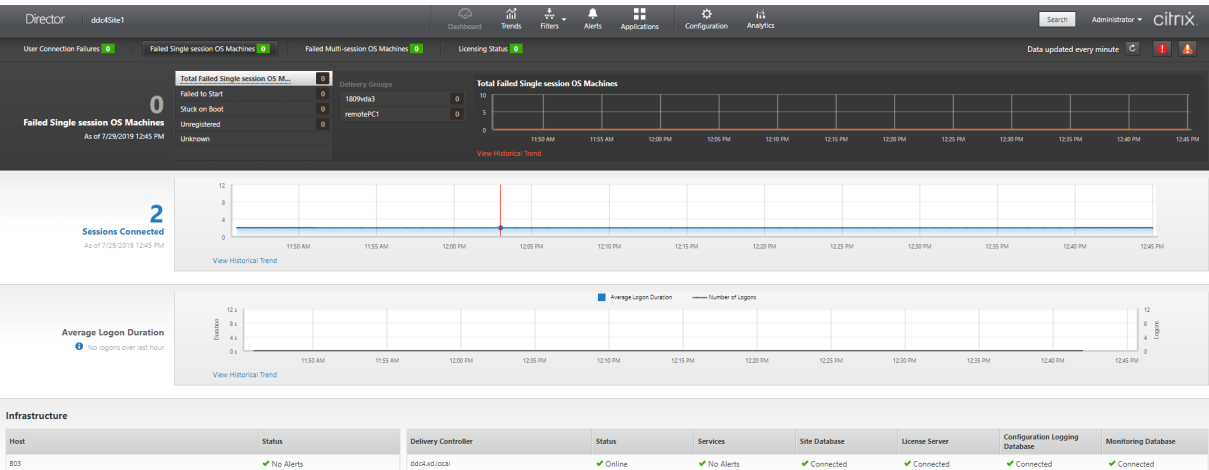 Director ddc4Site1 Dashboard Trends Filters Alerts Applications Configuration Analytics Search Administrator citrix
User Connection Failures 0 Failed Single session OS Machines 0 Failed Multi-session OS Machines 0 Licensing Status 0 Data updated every minute
0
Failed Single session OS Machines
As of 7/29/2019 12:45 PM
Total Failed Single session OS M... 0
Failed to Start 0
Stuck on Boot 0
Unregistered 0
Unknown
Delivery Groups
1809vda3 0
remotePC1 0
Total Failed Single session OS Machines
10
5
0
11:50 AM 11:55 AM 12:00 PM 12:05 PM 12:10 PM 12:15 PM 12:20 PM 12:25 PM 12:30 PM 12:35 PM 12:40 PM 12:45 PM
View Historical Trend
2
Sessions Connected
As of 7/29/2019 12:45 PM
12
8
4
0
11:50 AM 11:55 AM 12:00 PM 12:05 PM 12:10 PM 12:15 PM 12:20 PM 12:25 PM 12:30 PM 12:35 PM 12:40 PM 12:45 PM
View Historical Trend
Average Logon Duration
No logons over last hour
Average Logon Duration Number of Logons
Duration
12 s
8 s
4 s
0 s
12
8
4
0
Logons
11:50 AM 11:55 AM 12:00 PM 12:05 PM 12:10 PM 12:15 PM 12:20 PM 12:25 PM 12:30 PM 12:35 PM 12:40 PM 12:45 PM
View Historical Trend
Infrastructure
Host Status Delivery Controller Status Services Site Database License Server Configuration Logging Database Monitoring Database
B03 No Alerts ddc4.xd.local Online No Alerts Connected Connected Connected Connected